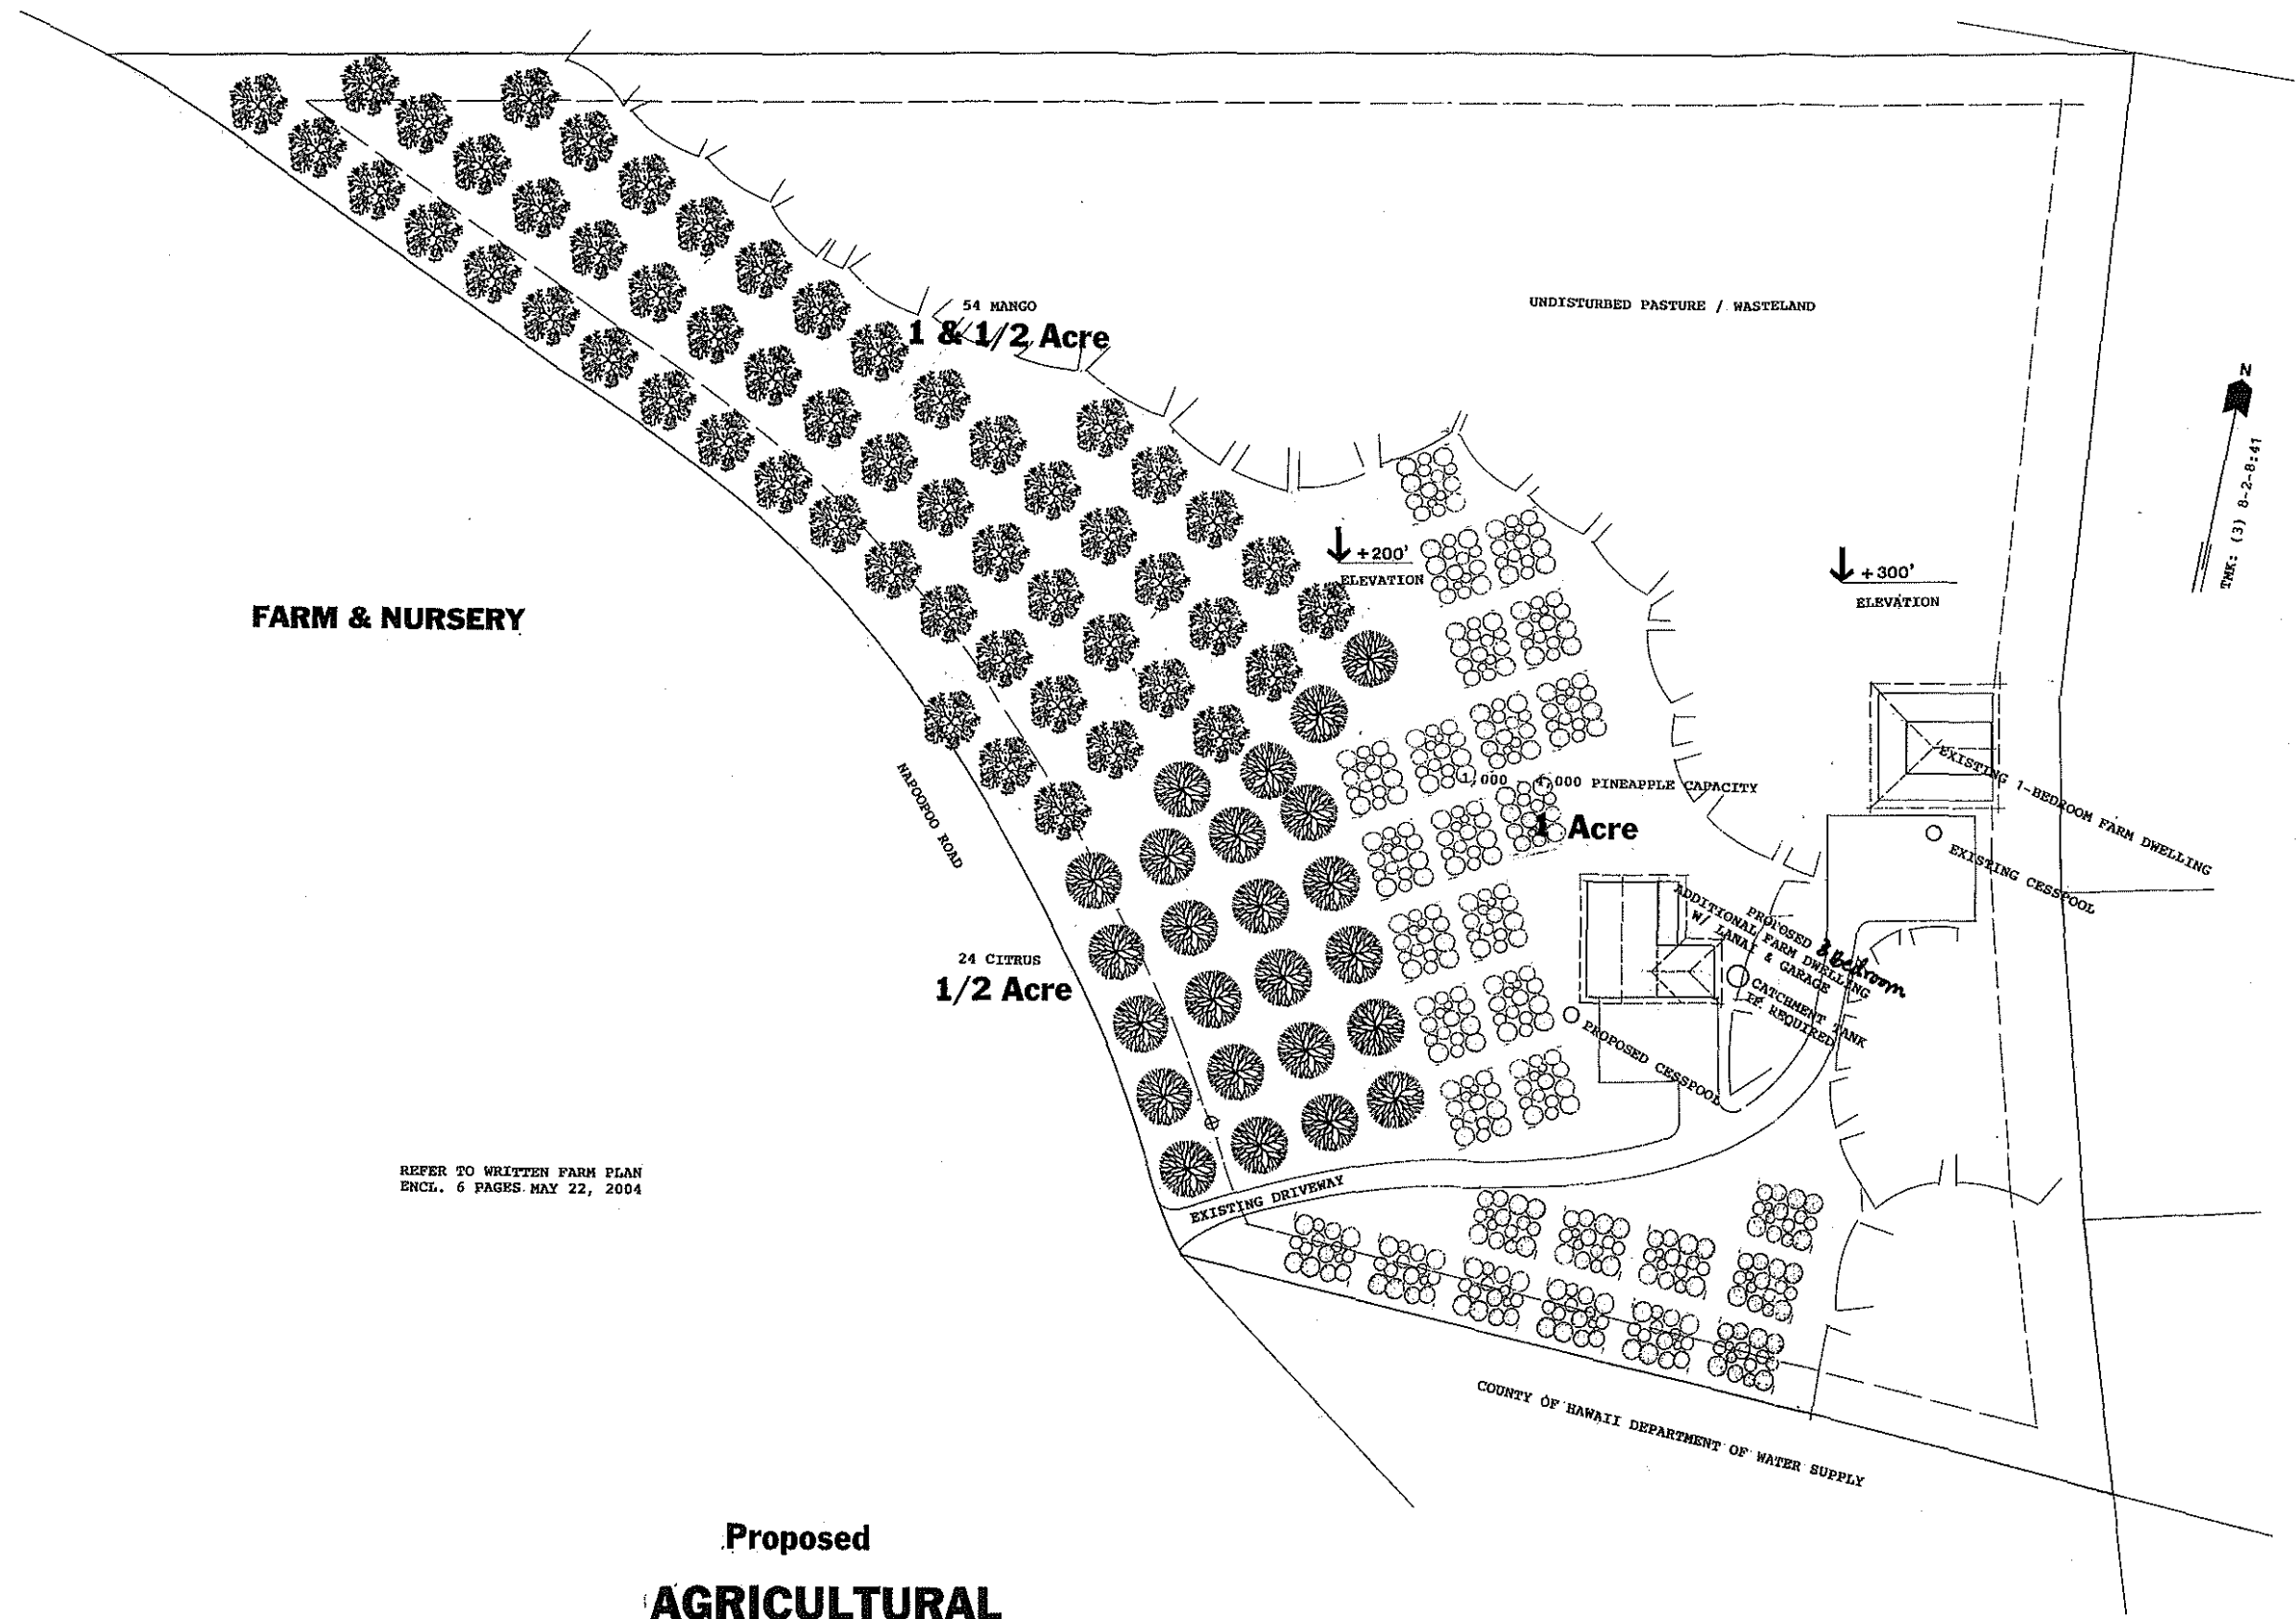 54 MANGO
1 & 1/2 Acre
UNDISTURBED PASTURE / WASTELAND
N
TMK: (3) 8-2-8:41
+200'
ELEVATION
+300'
ELEVATION
FARM & NURSERY
NAPOOPOO ROAD
1,000 - 4,000 PINEAPPLE CAPACITY
1 Acre
EXISTING 1-BEDROOM FARM DWELLING
EXISTING CESSPOOL
PROPOSED Bedroom
ADDITIONAL FARM DWELLING
W/ LANAI & GARAGE
CATCHMENT TANK
IF REQUIRED
PROPOSED CESSPOOL
24 CITRUS
1/2 Acre
REFER TO WRITTEN FARM PLAN
ENCL. 6 PAGES MAY 22, 2004
EXISTING DRIVEWAY
COUNTY OF HAWAII DEPARTMENT OF WATER SUPPLY
Proposed
AGRICULTURAL